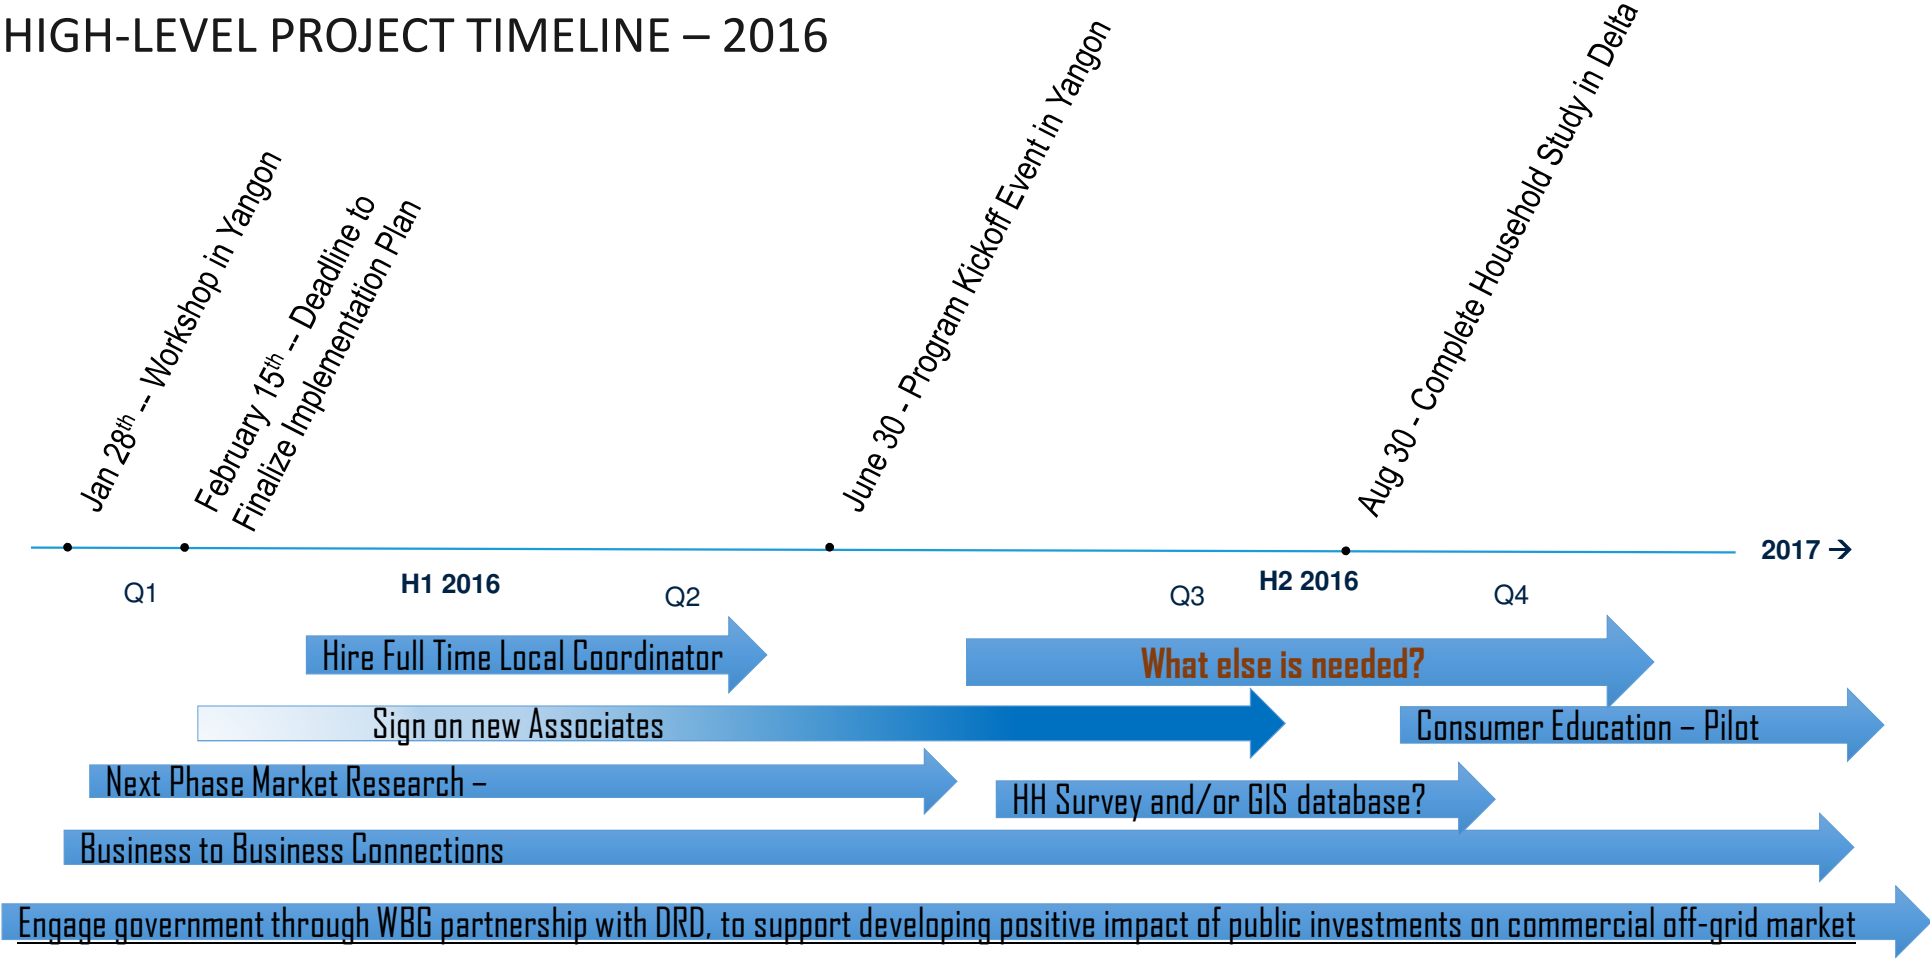 HIGH-LEVEL PROJECT TIMELINE – 2016
Jan 28th -- Workshop in Yangon
February 15th -- Deadline to
Finalize Implementation Plan
June 30 - Program Kickoff Event in Yangon
Aug 30 - Complete Household Study in Delta
2017 →
Q1
H1 2016
Q2
Q3
H2 2016
Q4
Hire Full Time Local Coordinator
What else is needed?
Sign on new Associates
Consumer Education – Pilot
Next Phase Market Research –
HH Survey and/or GIS database?
Business to Business Connections
Engage government through WBG partnership with DRD, to support developing positive impact of public investments on commercial off-grid market